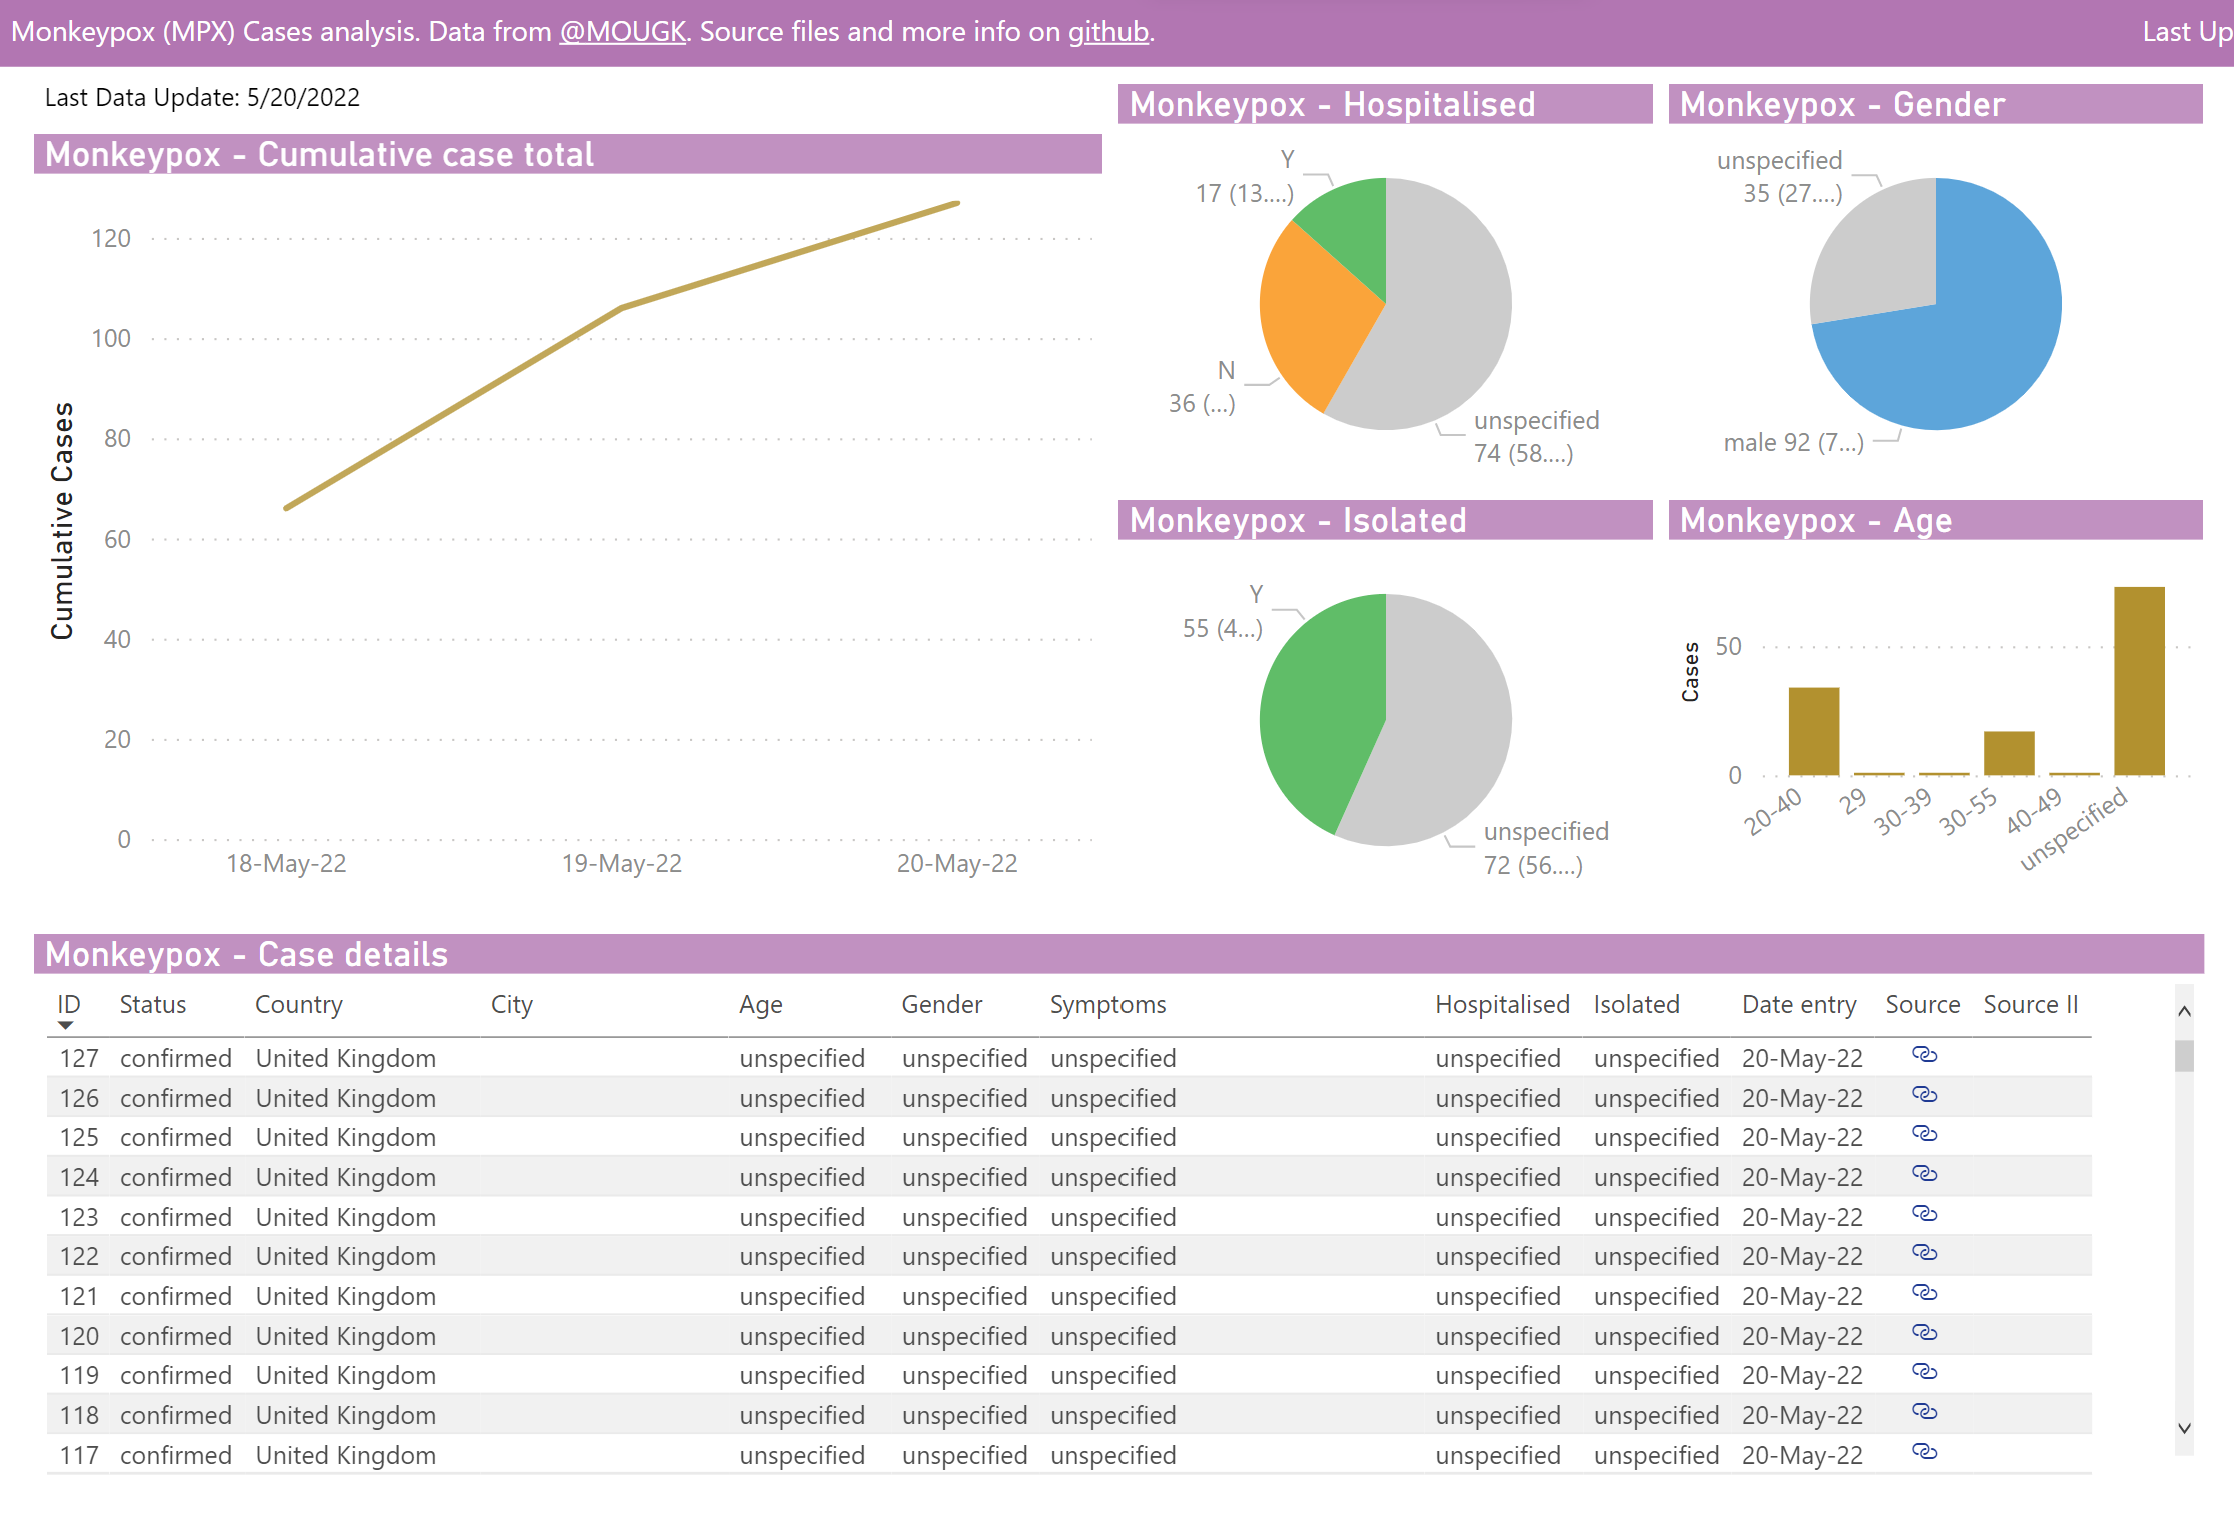 Monkeypox (MPX) Cases analysis. Data from @MOUGK. Source files and more info on github.
Last Up
Last Data Update: 5/20/2022
Monkeypox - Cumulative case total
Cumulative Cases
120
100
80
60
40
20
0
18-May-22 19-May-22 20-May-22
Monkeypox - Hospitalised
Y
17 (13....)
N
36 (...)
unspecified
74 (58....)
Monkeypox - Gender
unspecified
35 (27....)
male 92 (7...)
Monkeypox - Isolated
Y
55 (4...)
unspecified
72 (56....)
Monkeypox - Age
Cases
50
0
20-40 29 30-39 30-55 40-49 unspecified
Monkeypox - Case details
ID Status Country City Age Gender Symptoms Hospitalised Isolated Date entry Source Source II
127 confirmed United Kingdom unspecified unspecified unspecified unspecified unspecified 20-May-22
126 confirmed United Kingdom unspecified unspecified unspecified unspecified unspecified 20-May-22
125 confirmed United Kingdom unspecified unspecified unspecified unspecified unspecified 20-May-22
124 confirmed United Kingdom unspecified unspecified unspecified unspecified unspecified 20-May-22
123 confirmed United Kingdom unspecified unspecified unspecified unspecified unspecified 20-May-22
122 confirmed United Kingdom unspecified unspecified unspecified unspecified unspecified 20-May-22
121 confirmed United Kingdom unspecified unspecified unspecified unspecified unspecified 20-May-22
120 confirmed United Kingdom unspecified unspecified unspecified unspecified unspecified 20-May-22
119 confirmed United Kingdom unspecified unspecified unspecified unspecified unspecified 20-May-22
118 confirmed United Kingdom unspecified unspecified unspecified unspecified unspecified 20-May-22
117 confirmed United Kingdom unspecified unspecified unspecified unspecified unspecified 20-May-22